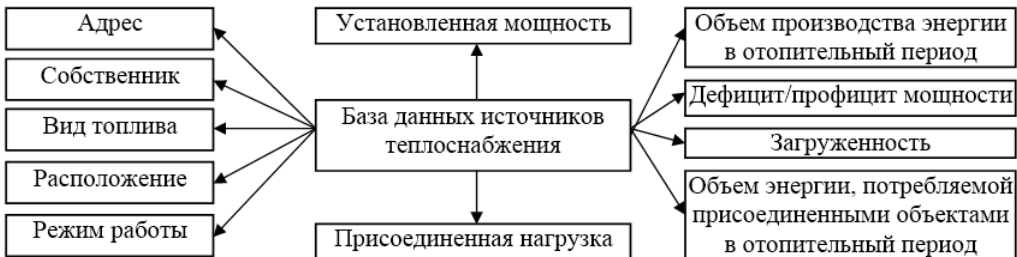 Адрес
Собственник
Вид топлива
Расположение
Режим работы
Установленная мощность
База данных источников
теплоснабжения
Присоединенная нагрузка
Объем производства энергии
в отопительный период
Дефицит/профицит мощности
Загруженность
Объем энергии, потребляемой
присоединенными объектами
в отопительный период